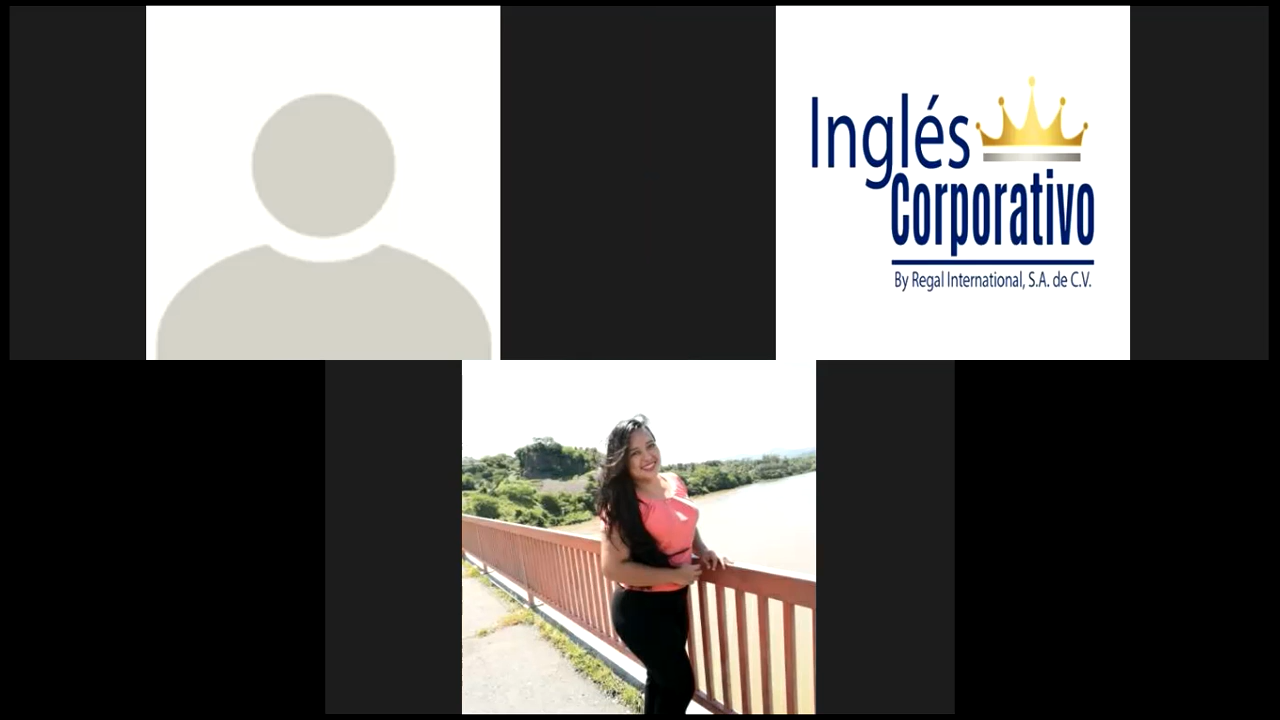 Inglés
Corporativo
By Regal International, S.A. de C.V.